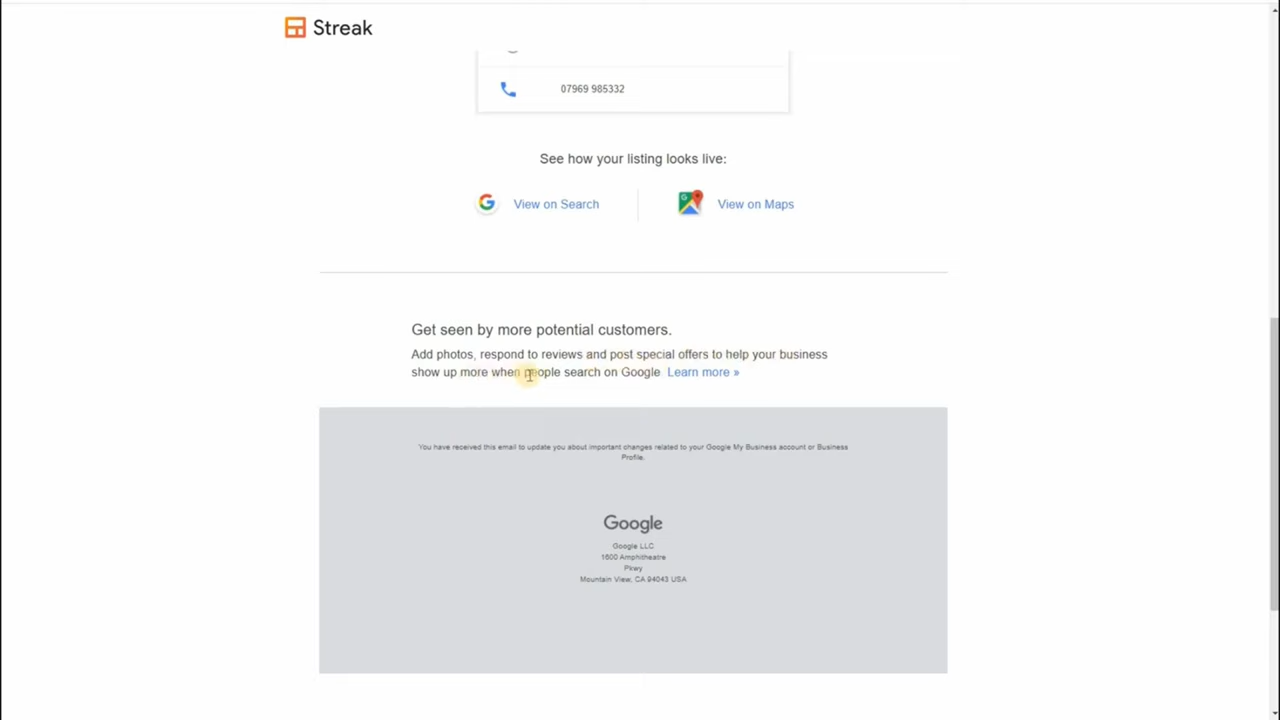 Streak
07969 985332
See how your listing looks live:
View on Search
View on Maps
Get seen by more potential customers.
Add photos, respond to reviews and post special offers to help your business
show up more when people search on Google Learn more »
You have received this email to update you about important changes related to your Google My Business account or Business
Profile.
Google
Google LLC
1600 Amphitheatre
Pkwy
Mountain View, CA 94043 USA